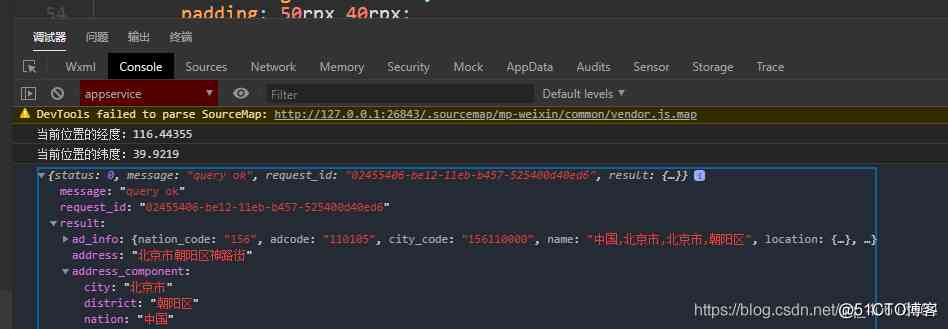 54 padding: 50rpx 40rpx;
调试器 问题 输出 终端
Wxml Console Sources Network Memory Security Mock AppData Audits Sensor Storage Trace
appservice Filter Default levels
DevTools failed to parse SourceMap: http://127.0.0.1:26843/.sourcemap/mp-weixin/common/vendor.js.map
当前位置的经度: 116.44355
当前位置的纬度: 39.9219
{status: 0, message: "query ok", request_id: "02455406-be12-11eb-b457-525400d40ed6", result: {…}}
message: "query ok"
request_id: "02455406-be12-11eb-b457-525400d40ed6"
result:
ad_info: {nation_code: "156", adcode: "110105", city_code: "156110000", name: "中国,北京市,北京市,朝阳区", location: {…}, …}
address: "北京市朝阳区神路街"
address_component:
city: "北京市"
district: "朝阳区"
nation: "中国"
https://blog.csdn.net/
@51CTO博客